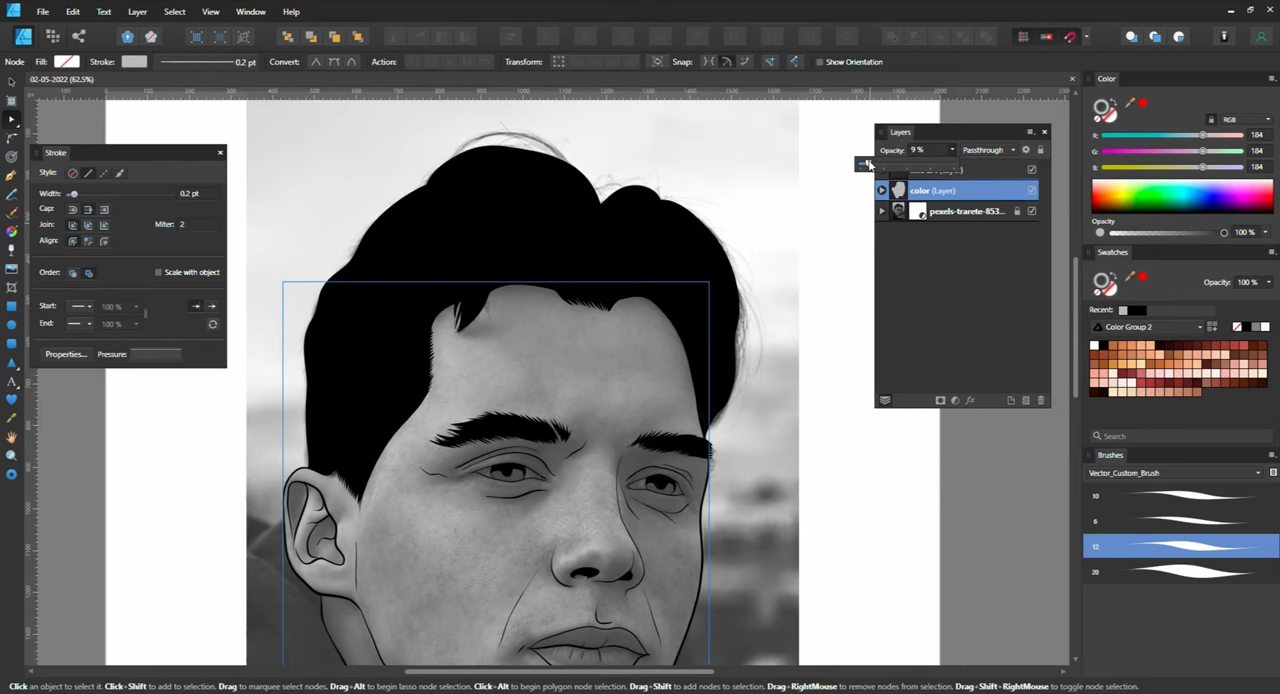 File Edit Text Layer Select View Window Help
Node Fill: Stroke: 0.2 pt Convert: Action: Transform: Snap: Show Orientation
02-05-2022 (62.5%)
Stroke
Style:
Width: 0.2 pt
Cap:
Join: Miter: 2
Align:
Order: Scale with object
Start: 100 %
End: 100 %
Properties... Pressure:
Layers
Opacity: 9 % Passthrough
color (Layer)
pexels-trarete-853...
Color
RGB
R: 184
G: 184
B: 184
Opacity
100 %
Swatches
Opacity: 100 %
Recent:
Color Group 2
Search
Brushes
Vector_Custom_Brush
10
6
12
20
Click an object to select it. Click+Shift to add to selection. Drag to marquee select nodes. Drag+Alt to begin lasso node selection. Click+Alt to begin polygon node selection. Drag+Shift to add nodes to selection. Drag+RightMouse to remove nodes from selection. Drag+Shift+RightMouse to toggle node selection.